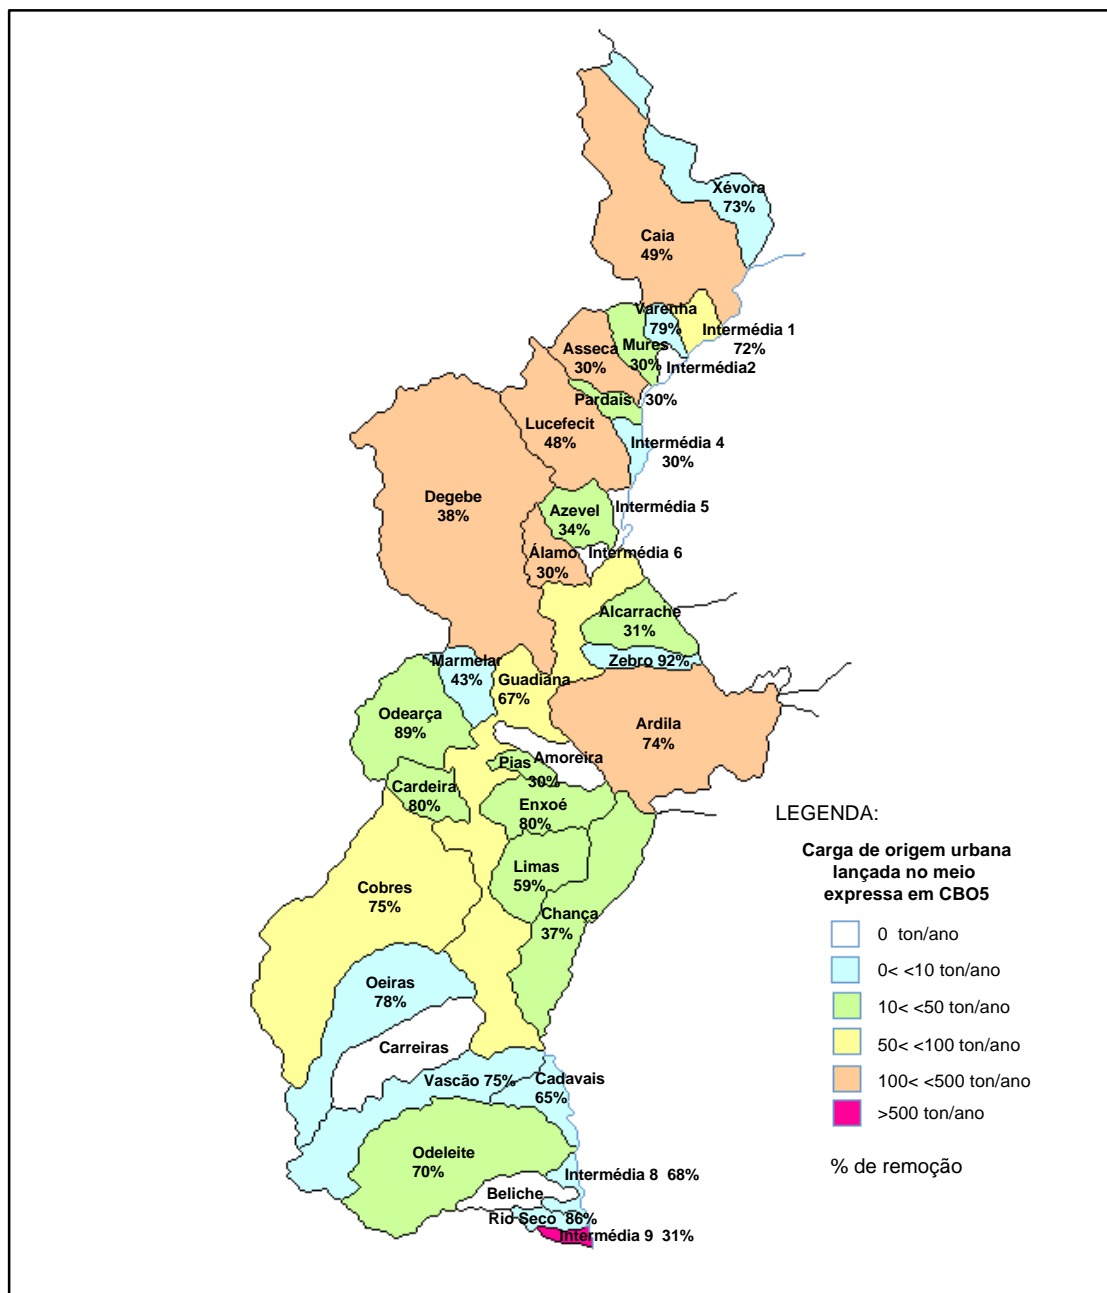 Xévora
73%
Caia
49%
Varenha
79%
Intermédia 1
72%
Mures
30%
Asseca
30%
Intermédia2
Pardais 30%
Lucefecit
48%
Intermédia 4
30%
Degebe
38%
Azevel
34%
Intermédia 5
Álamo
30%
Intermédia 6
Alcarrache
31%
Zebro 92%
Marmelar
43%
Guadiana
67%
Odearça
89%
Ardila
74%
Amoreira
Pias
30%
Cardeira
80%
Enxoé
80%
Limas
59%
Cobres
75%
Chança
37%
Oeiras
78%
Carreiras
Vascão 75%
Cadavais
65%
Odeleite
70%
Intermédia 8 68%
Beliche
Rio Seco 86%
Intermédia 9 31%
LEGENDA:
Carga de origem urbana
lançada no meio
expressa em CBO5
0 ton/ano
0< <10 ton/ano
10< <50 ton/ano
50< <100 ton/ano
100< <500 ton/ano
>500 ton/ano
% de remoção